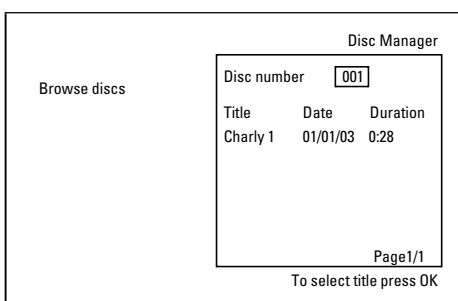 Disc Manager
Browse discs
Disc number 001
Title Date Duration
Charly 1 01/01/03 0:28
Page1/1
To select title press OK